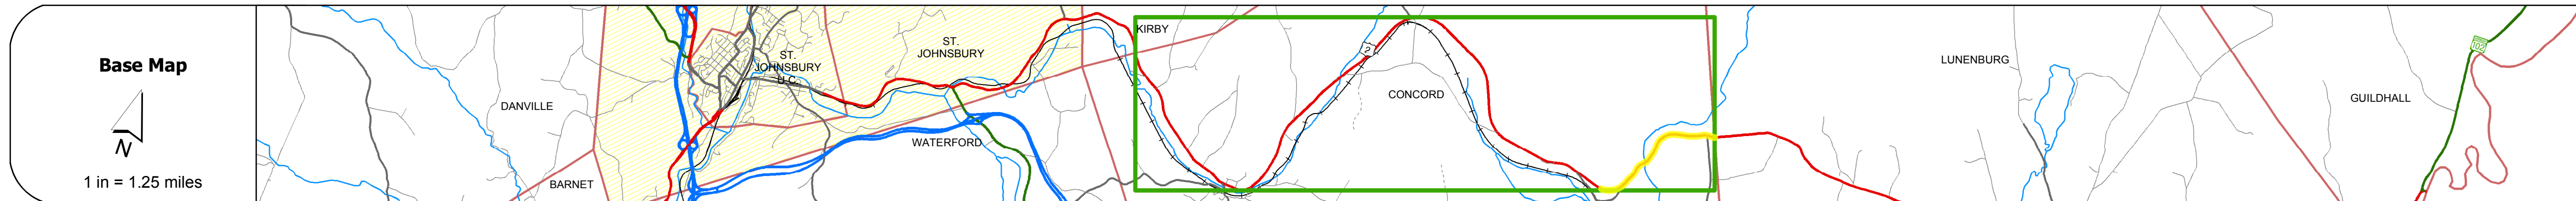 Base Map
N
1 in = 1.25 miles
DANVILLE
BARNET
ST.
JOHNSBURY
U.C.
ST.
JOHNSBURY
WATERFORD
KIRBY
2
CONCORD
LUNENBURG
GUILDHALL
102